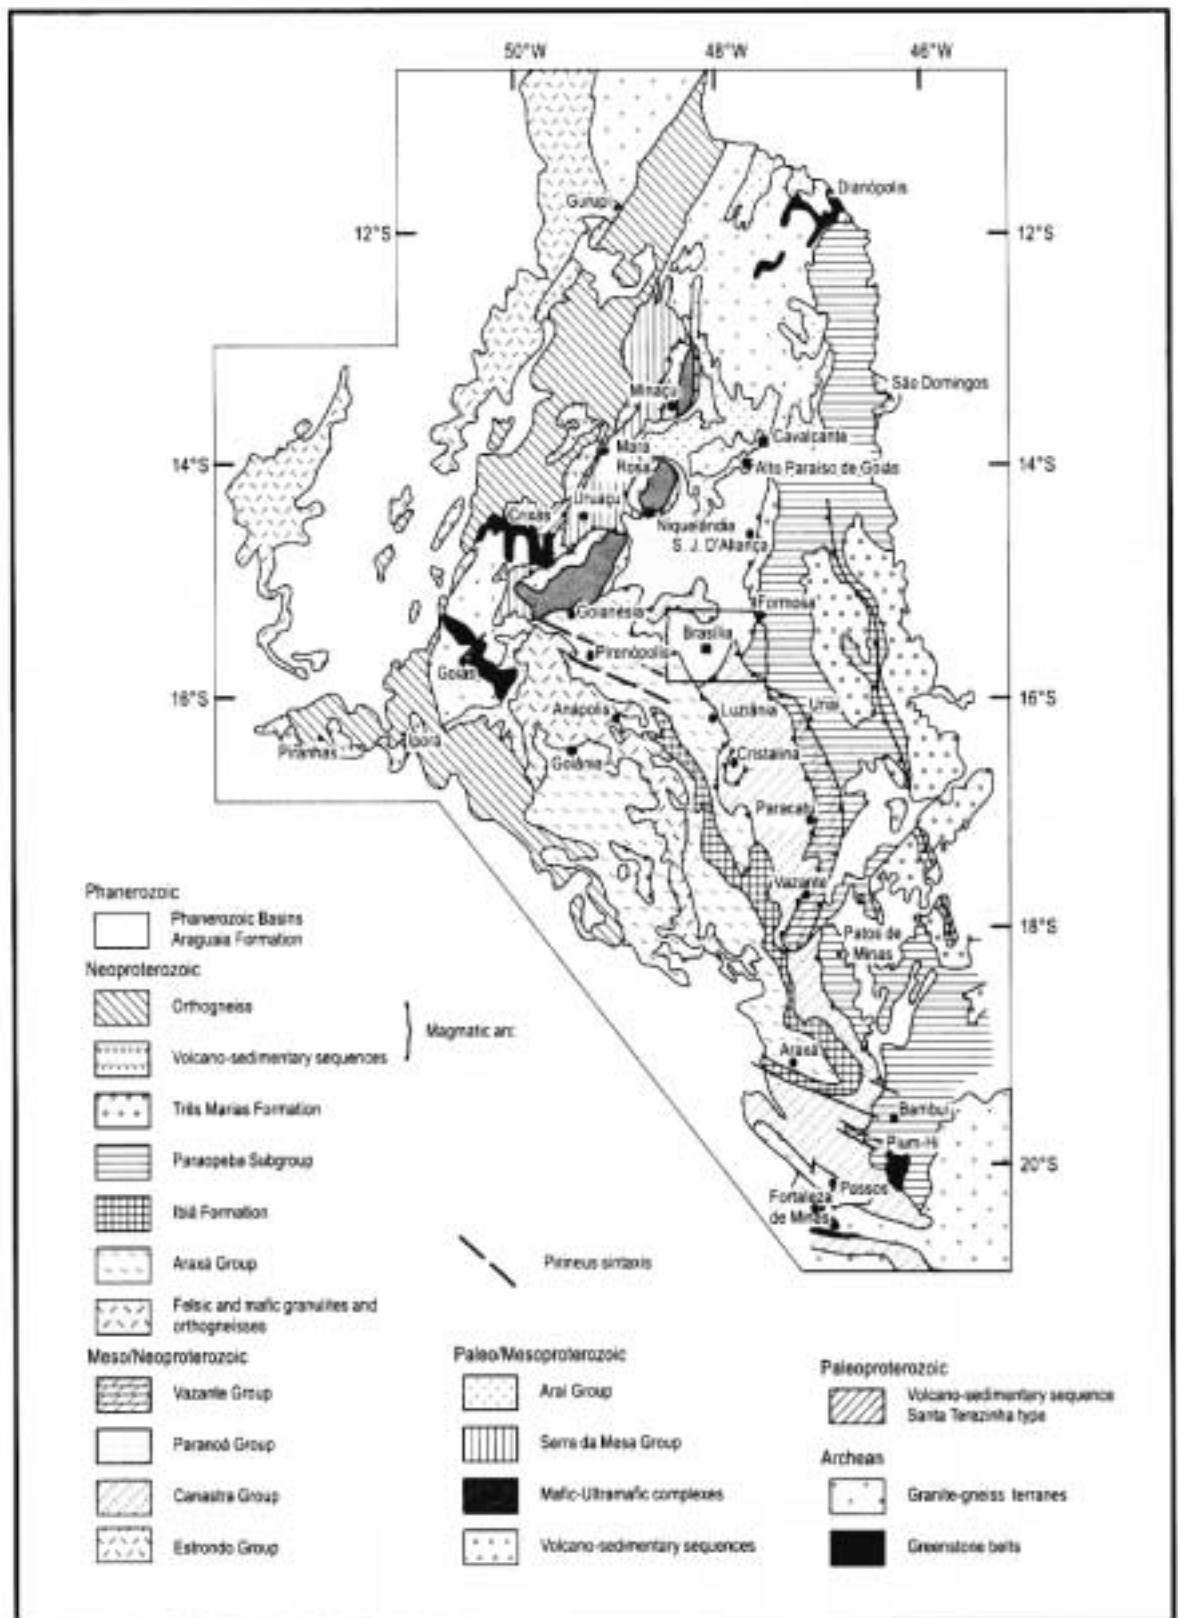 50°W 48°W 46°W
Dianópolis
Gurupi
12°S 12°S
São Domingos
Minaçu
Cavalcante
Mara
Rosa
14°S 14°S
Alto Paraíso de Goiás
Uruaçu
Crixás
Niquelândia
S. J. D'Aliança
Goianésia
Formosa
Brasília
Pirenópolis
Goiás
16°S 16°S
Anápolis
Luziânia
Unaí
Piranhas
Iporá
Goiânia
Cristalina
Paracatu
Vazante
18°S
Patos de
Minas
Araxá
Bambuí
Pium-Hi
20°S
Passos
Fortaleza
de Minas
Phanerozoic
Phanerozoic Basins
Araguaia Formation
Neoproterozoic
Orthogneiss
Magmatic arc
Volcano-sedimentary sequences
Três Marias Formation
Paraopeba Subgroup
Ibiá Formation
Araxá Group
Pirineus sintaxis
Felsic and mafic granulites and
orthogneisses
Meso/Neoproterozoic
Vazante Group
Paranoá Group
Canastra Group
Estrondo Group
Paleo/Mesoproterozoic
Araí Group
Serra da Mesa Group
Mafic-Ultramafic complexes
Volcano-sedimentary sequences
Paleoproterozoic
Volcano-sedimentary sequence
Santa Terezinha type
Archean
Granite-gneiss terranes
Greenstone belts